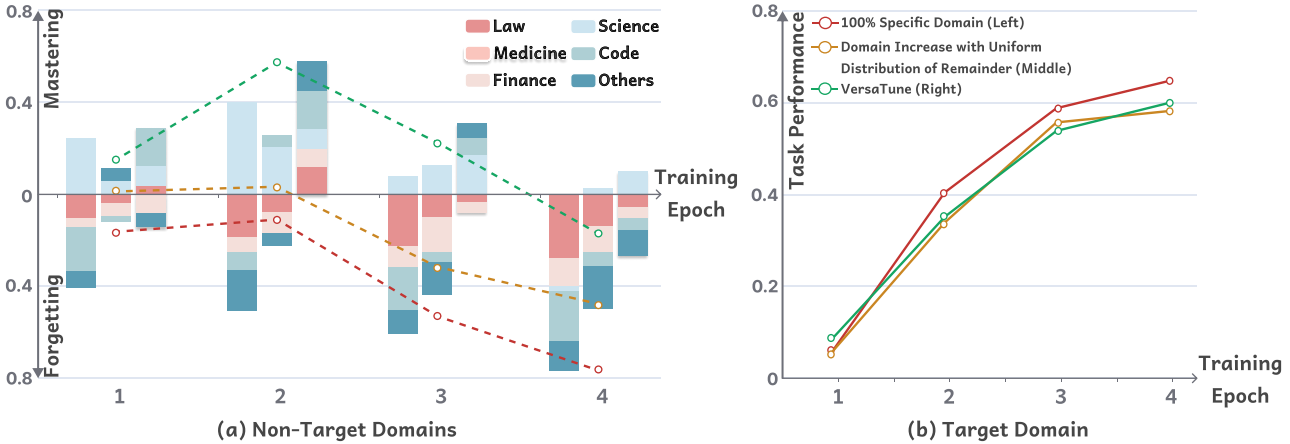 0.8
Mastering
0.4
0
Forgetting
0.4
0.8
Law
Science
Medicine
Code
Finance
Others
Training
Epoch
1
2
3
4
(a) Non-Target Domains
0.8
Task Performance
0.6
0.4
0.2
0
100% Specific Domain (Left)
Domain Increase with Uniform
Distribution of Remainder (Middle)
VersaTune (Right)
Training
Epoch
1
2
3
4
(b) Target Domain